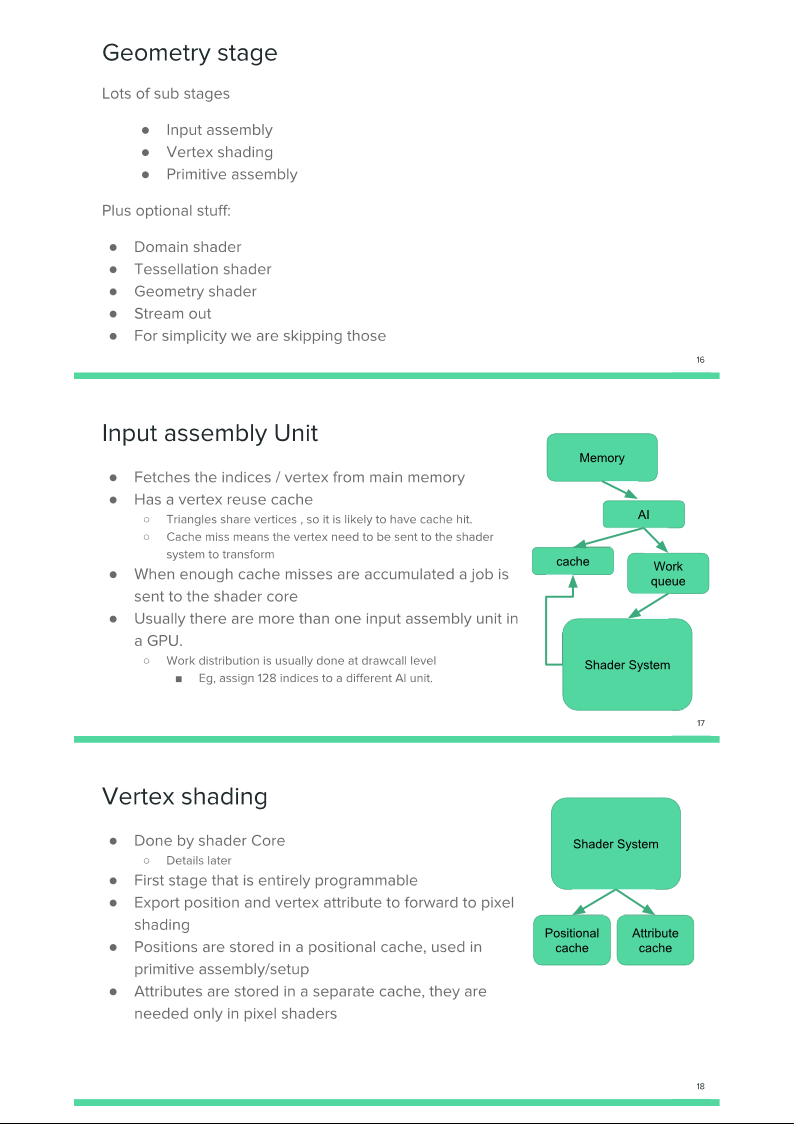 Geometry stage
Lots of sub stages
● Input assembly
● Vertex shading
● Primitive assembly
Plus optional stuff:
● Domain shader
● Tessellation shader
● Geometry shader
● Stream out
● For simplicity we are skipping those
16
Input assembly Unit
● Fetches the indices / vertex from main memory
● Has a vertex reuse cache
○ Triangles share vertices , so it is likely to have cache hit.
○ Cache miss means the vertex need to be sent to the shader
system to transform
● When enough cache misses are accumulated a job is
sent to the shader core
● Usually there are more than one input assembly unit in
a GPU.
○ Work distribution is usually done at drawcall level
■ Eg, assign 128 indices to a different AI unit.
Memory
AI
cache
Work
queue
Shader System
17
Vertex shading
● Done by shader Core
○ Details later
● First stage that is entirely programmable
● Export position and vertex attribute to forward to pixel
shading
● Positions are stored in a positional cache, used in
primitive assembly/setup
● Attributes are stored in a separate cache, they are
needed only in pixel shaders
Shader System
Positional
cache
Attribute
cache
18